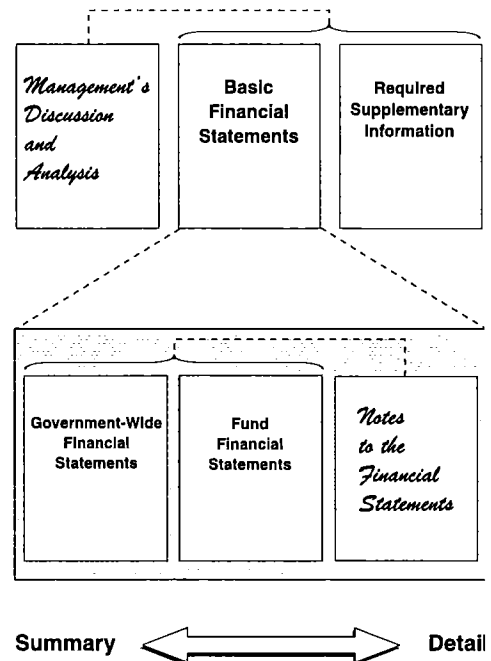 Management's
Discussion
and
Analysis
Basic
Financial
Statements
Required
Supplementary
Information
Government-Wide
Financial
Statements
Fund
Financial
Statements
Notes
to the
Financial
Statements
Summary
Detail